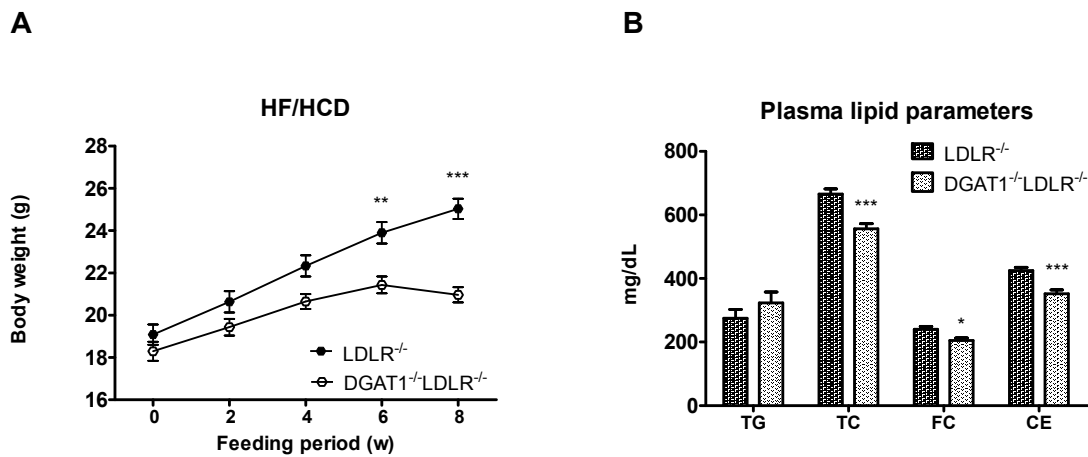 A
HF/HCD
Body weight (g)
28
26
24
22
20
18
16
**
***
LDLR-/-
DGAT1-/-LDLR-/-
0 2 4 6 8
Feeding period (w)
B
Plasma lipid parameters
mg/dL
800
600
400
200
0
LDLR-/-
DGAT1-/-LDLR-/-
***
*
***
TG TC FC CE